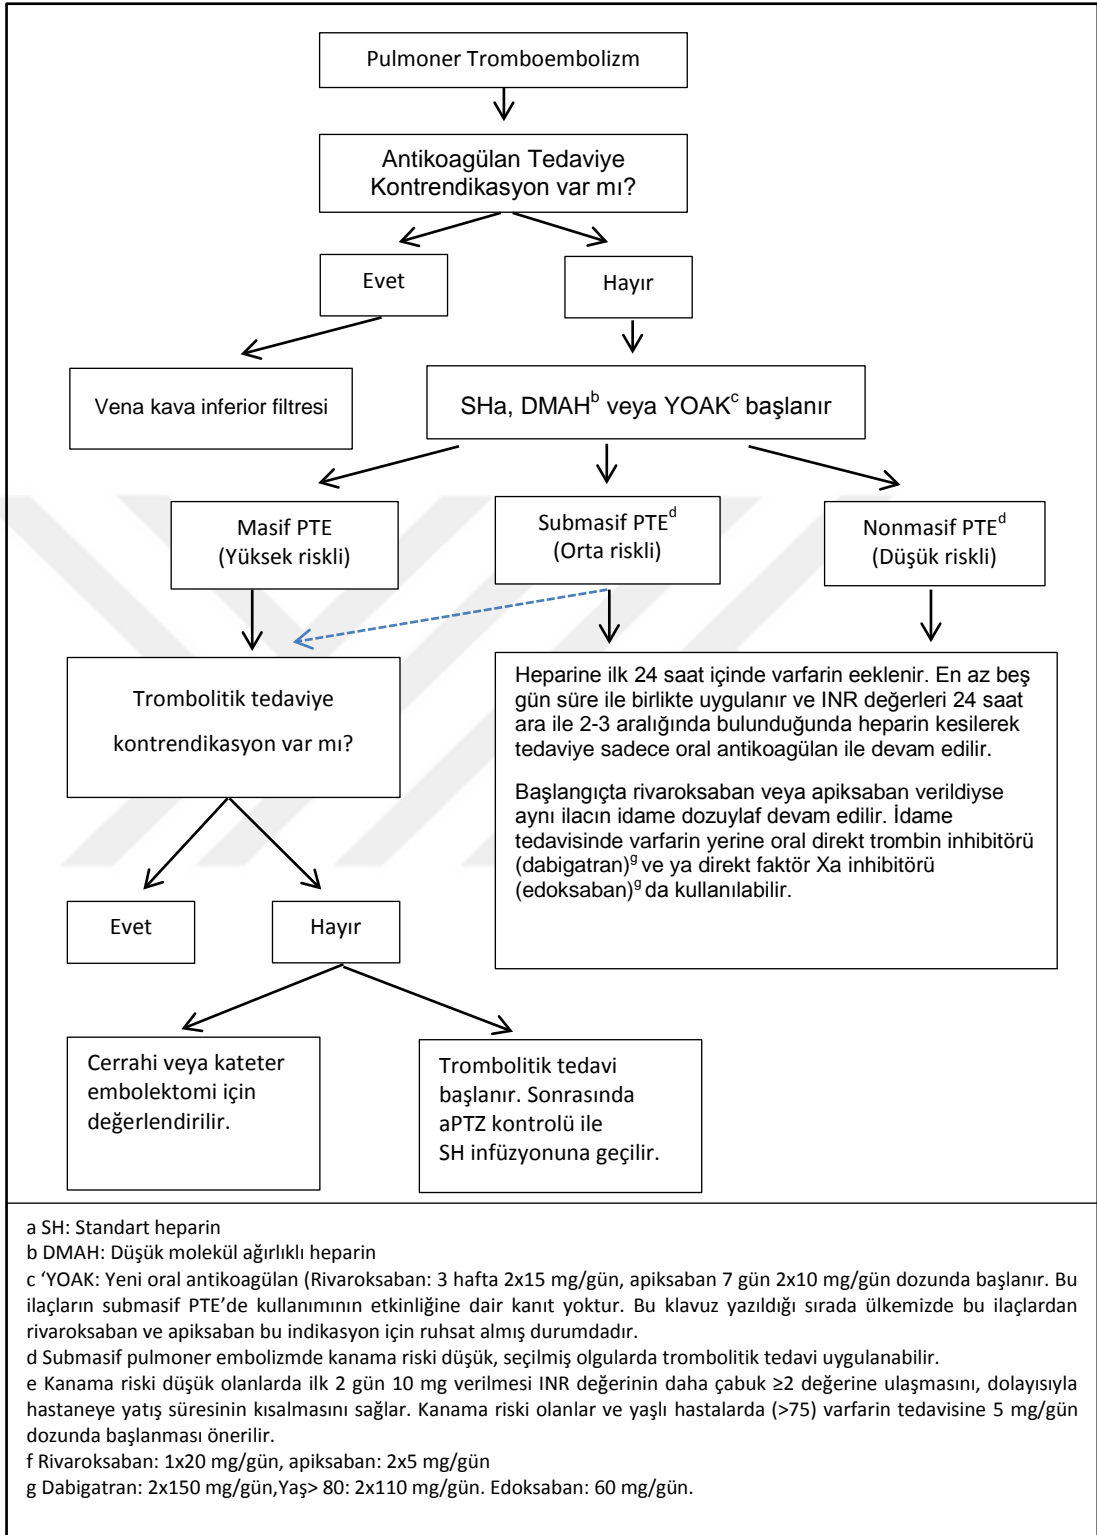 Pulmoner Tromboembolizm
Antikoagülan Tedaviye
Kontrendikasyon var mı?
Evet
Hayır
Vena kava inferior filtresi
SHa, DMAHb veya YOAKc başlanır
Masif PTE
(Yüksek riskli)
Submasif PTEd
(Orta riskli)
Nonmasif PTEd
(Düşük riskli)
Trombolitik tedaviye
kontrendikasyon var mı?
Heparine ilk 24 saat içinde varfarin eeklenir. En az beş
gün süre ile birlikte uygulanır ve INR değerleri 24 saat
ara ile 2-3 aralığında bulunduğunda heparin kesilerek
tedaviye sadece oral antikoagülan ile devam edilir.
Başlangıçta rivaroksaban veya apiksaban verildiyse
aynı ilacın idame dozuylaf devam edilir. İdame
tedavisinde varfarin yerine oral direkt trombin inhibitörü
(dabigatran)g ve ya direkt faktör Xa inhibitörü
(edoksaban)g da kullanılabilir.
Evet
Hayır
Cerrahi veya kateter
embolektomi için
değerlendirilir.
Trombolitik tedavi
başlanır. Sonrasında
aPTZ kontrolü ile
SH infüzyonuna geçilir.
a SH: Standart heparin
b DMAH: Düşük molekül ağırlıklı heparin
c ‘YOAK: Yeni oral antikoagülan (Rivaroksaban: 3 hafta 2x15 mg/gün, apiksaban 7 gün 2x10 mg/gün dozunda başlanır. Bu
ilaçların submasif PTE’de kullanımının etkinliğine dair kanıt yoktur. Bu klavuz yazıldığı sırada ülkemizde bu ilaçlardan
rivaroksaban ve apiksaban bu indikasyon için ruhsat almış durumdadır.
d Submasif pulmoner embolizmde kanama riski düşük, seçilmiş olgularda trombolitik tedavi uygulanabilir.
e Kanama riski düşük olanlarda ilk 2 gün 10 mg verilmesi INR değerinin daha çabuk ≥2 değerine ulaşmasını, dolayısıyla
hastaneye yatış süresinin kısalmasını sağlar. Kanama riski olanlar ve yaşlı hastalarda (>75) varfarin tedavisine 5 mg/gün
dozunda başlanması önerilir.
f Rivaroksaban: 1x20 mg/gün, apiksaban: 2x5 mg/gün
g Dabigatran: 2x150 mg/gün,Yaş> 80: 2x110 mg/gün. Edoksaban: 60 mg/gün.